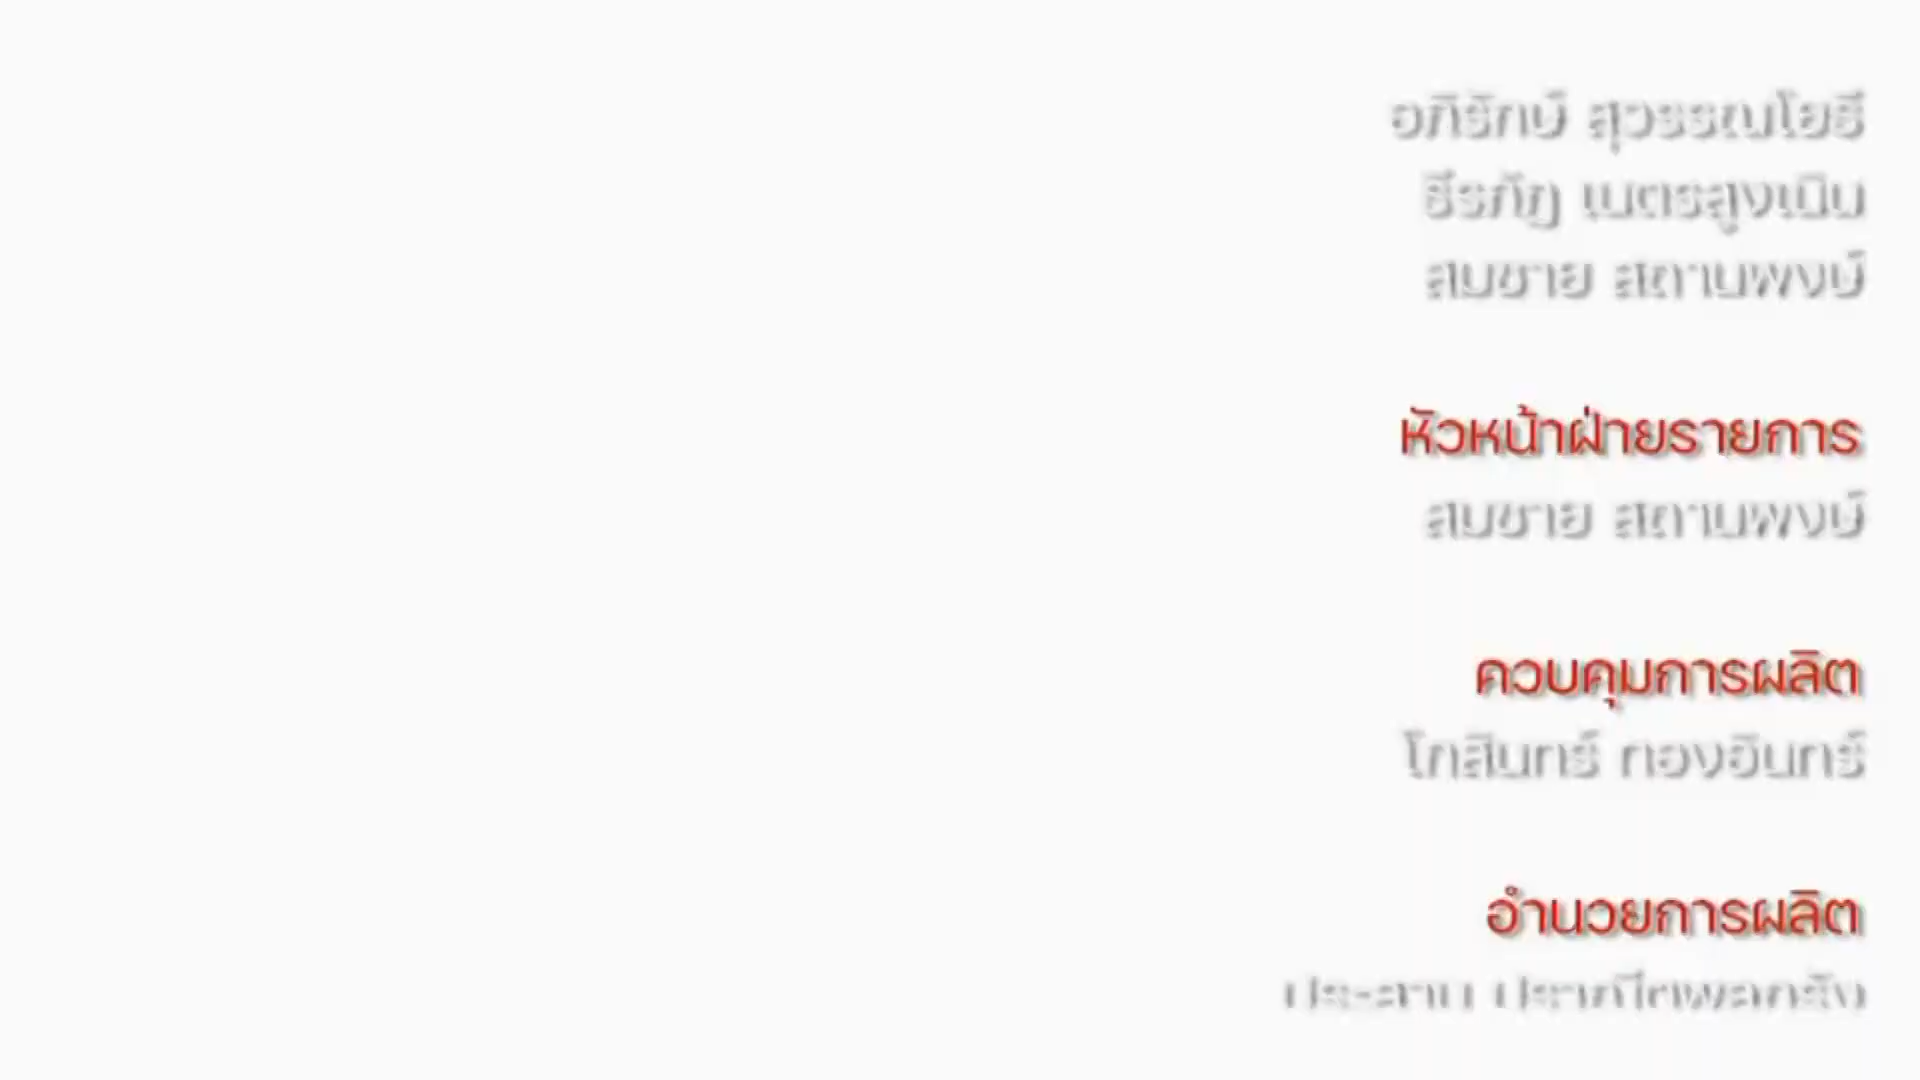 อภิรักษ์ สุวรรณโยธี
ธีรภัฎ เนตรสูงเนิน
สมชาย สถานพงษ์
หัวหน้าฝ่ายรายการ
สมชาย สถานพงษ์
ควบคุมการผลิต
โกสินทร์ ทองอินทร์
อำนวยการผลิต